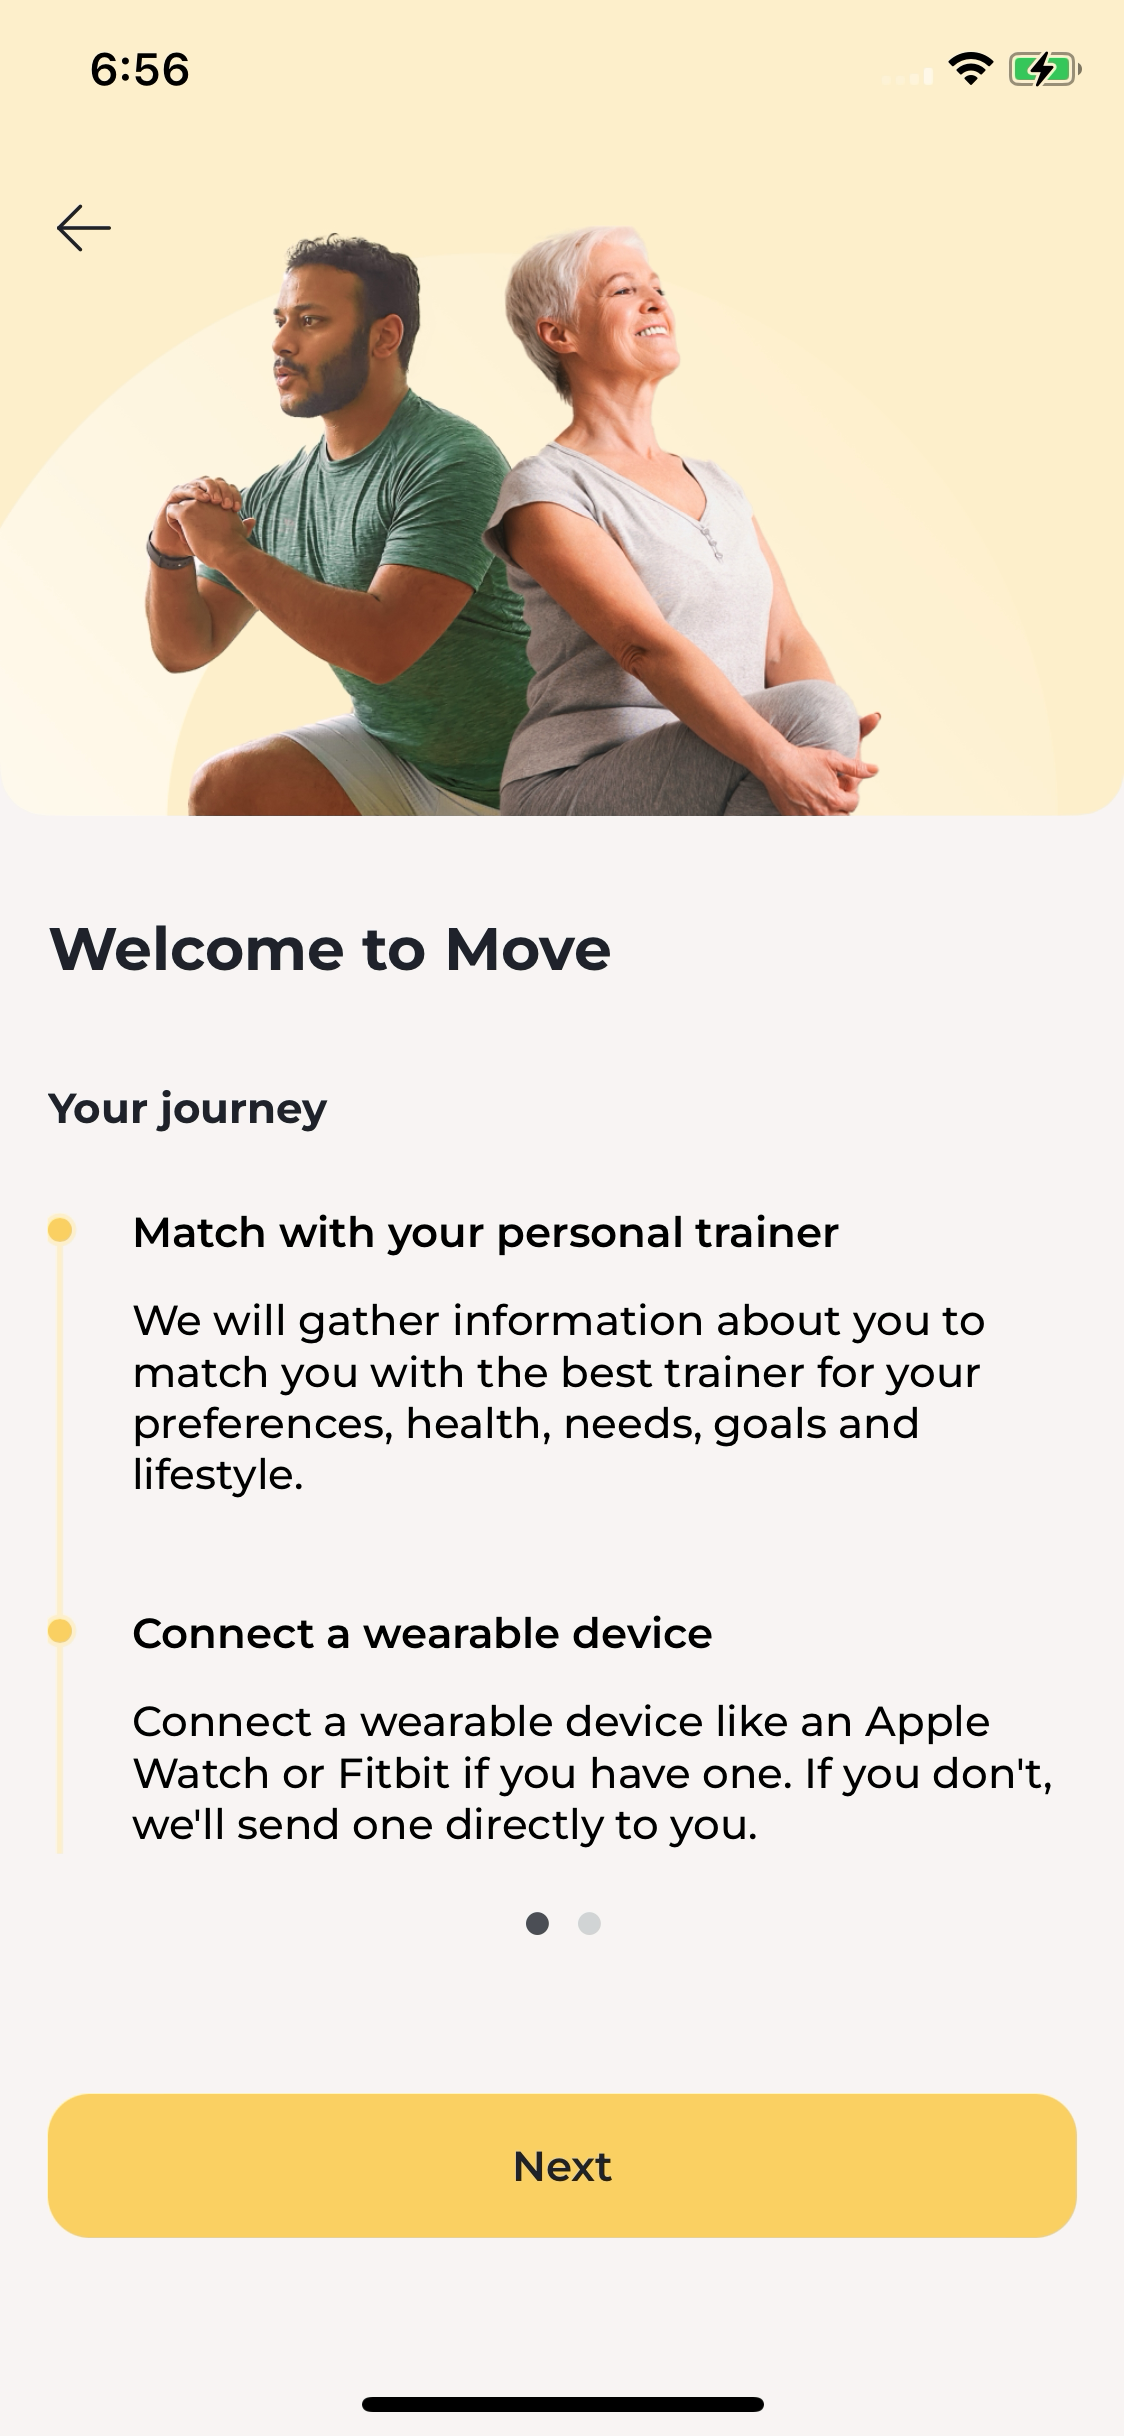 6:56
Welcome to Move
Your journey
Match with your personal trainer
We will gather information about you to
match you with the best trainer for your
preferences, health, needs, goals and
lifestyle.
Connect a wearable device
Connect a wearable device like an Apple
Watch or Fitbit if you have one. If you don't,
we'll send one directly to you.
Next